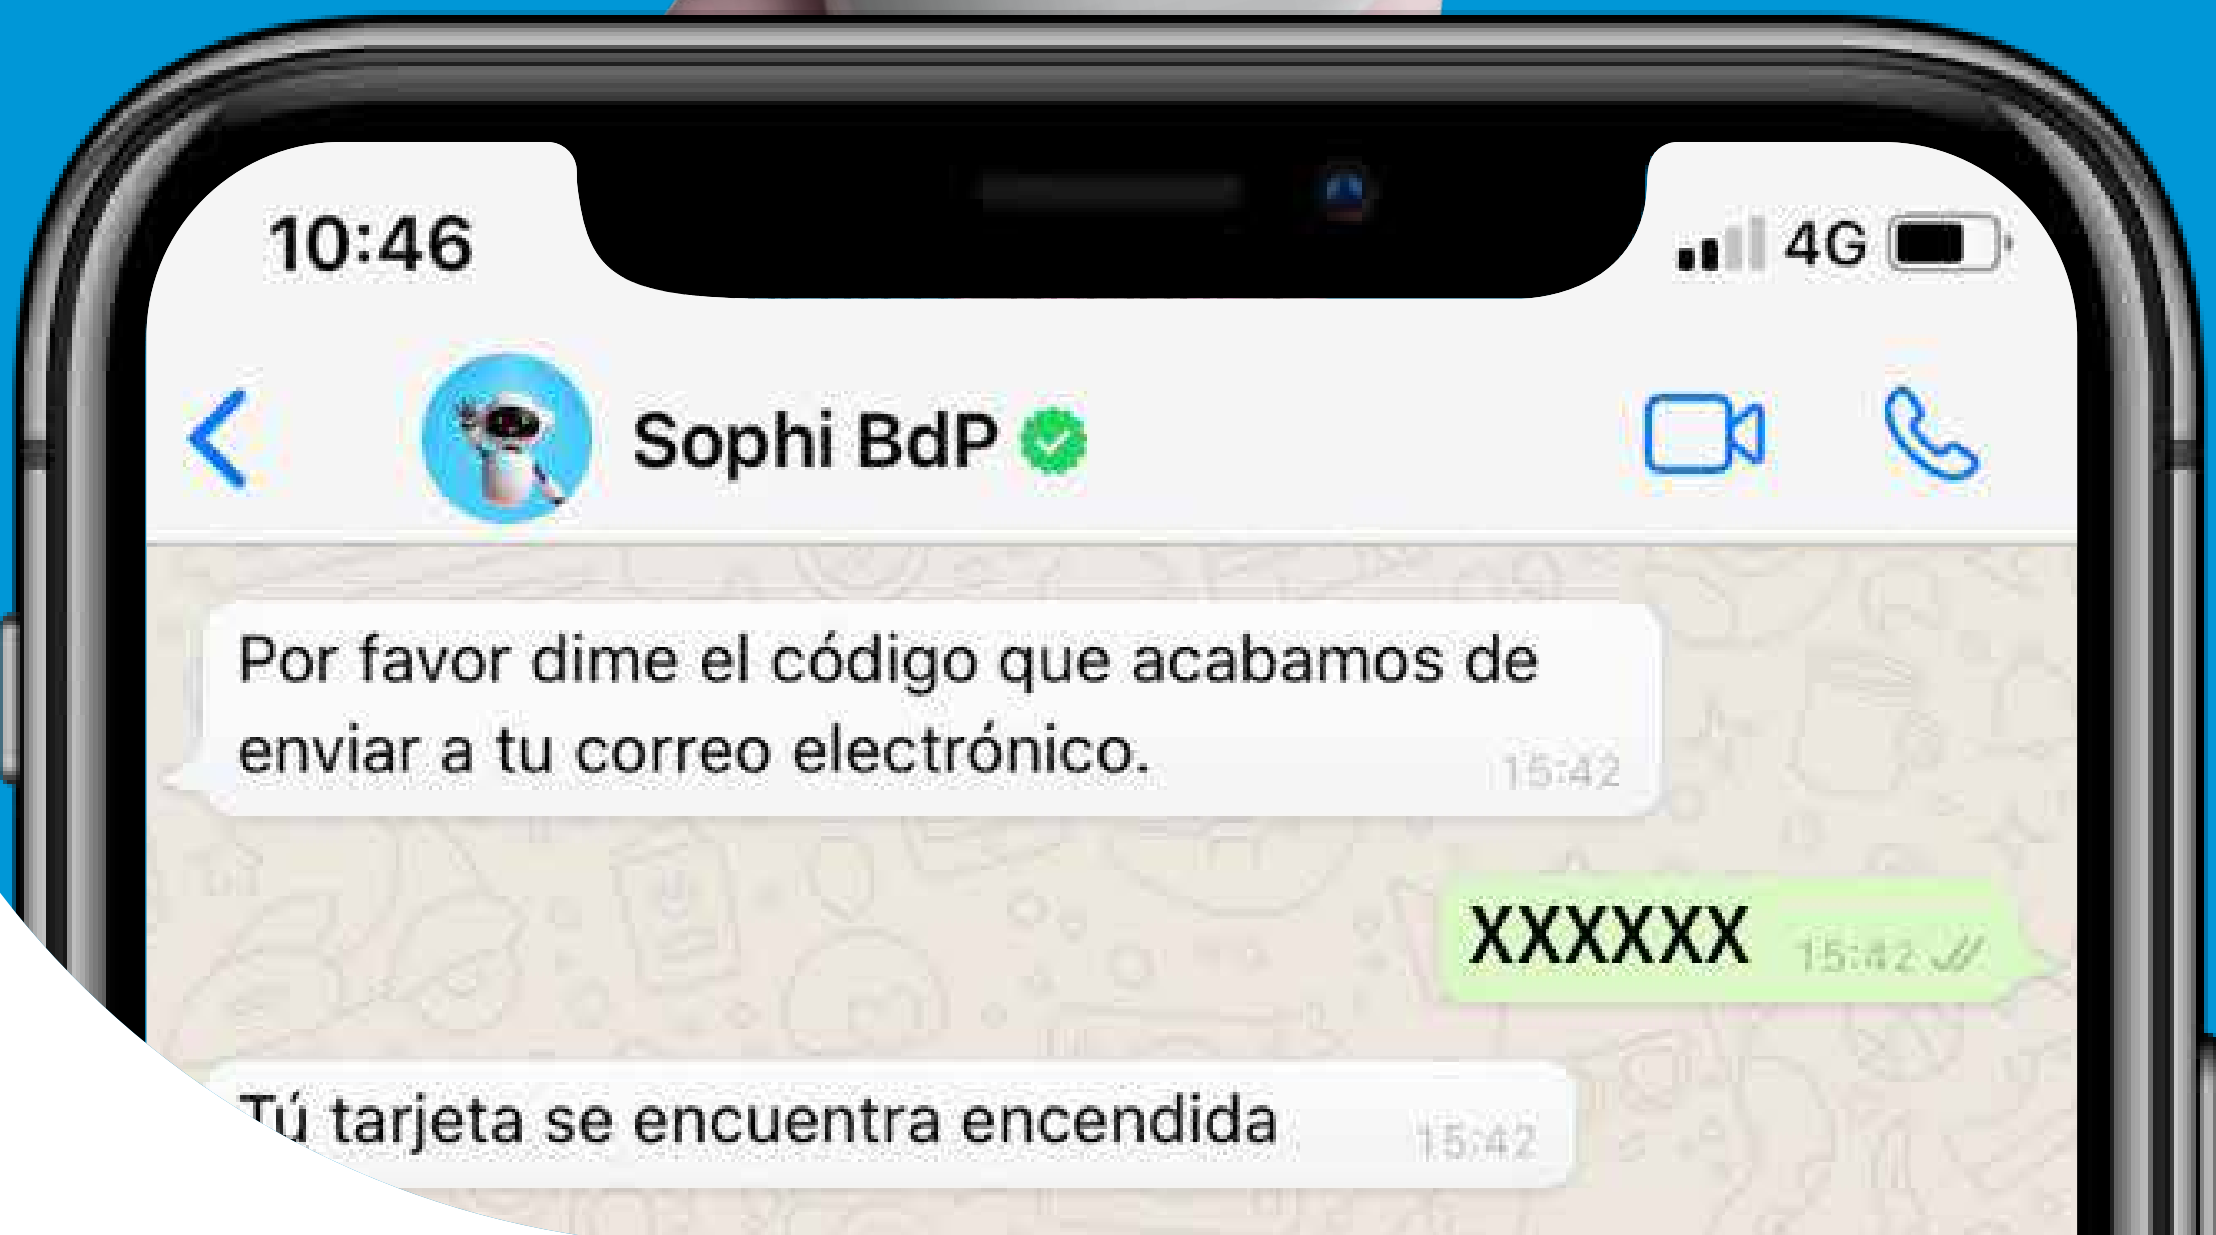 10:46
4G
Sophi BdP
Por favor dime el código que acabamos de
enviar a tu correo electrónico.
15:42
XXXXXX 15:42
Tú tarjeta se encuentra encendida 15:42